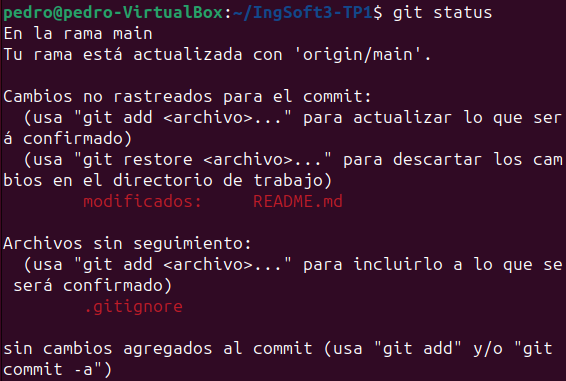 pedro@pedro-VirtualBox:~/IngSoft3-TP1$ git status
En la rama main
Tu rama está actualizada con 'origin/main'.
Cambios no rastreados para el commit:
  (usa "git add <archivo>..." para actualizar lo que ser
á confirmado)
  (usa "git restore <archivo>..." para descartar los cam
bios en el directorio de trabajo)
        modificados:     README.md
Archivos sin seguimiento:
  (usa "git add <archivo>..." para incluirlo a lo que se
 será confirmado)
        .gitignore
sin cambios agregados al commit (usa "git add" y/o "git
commit -a")